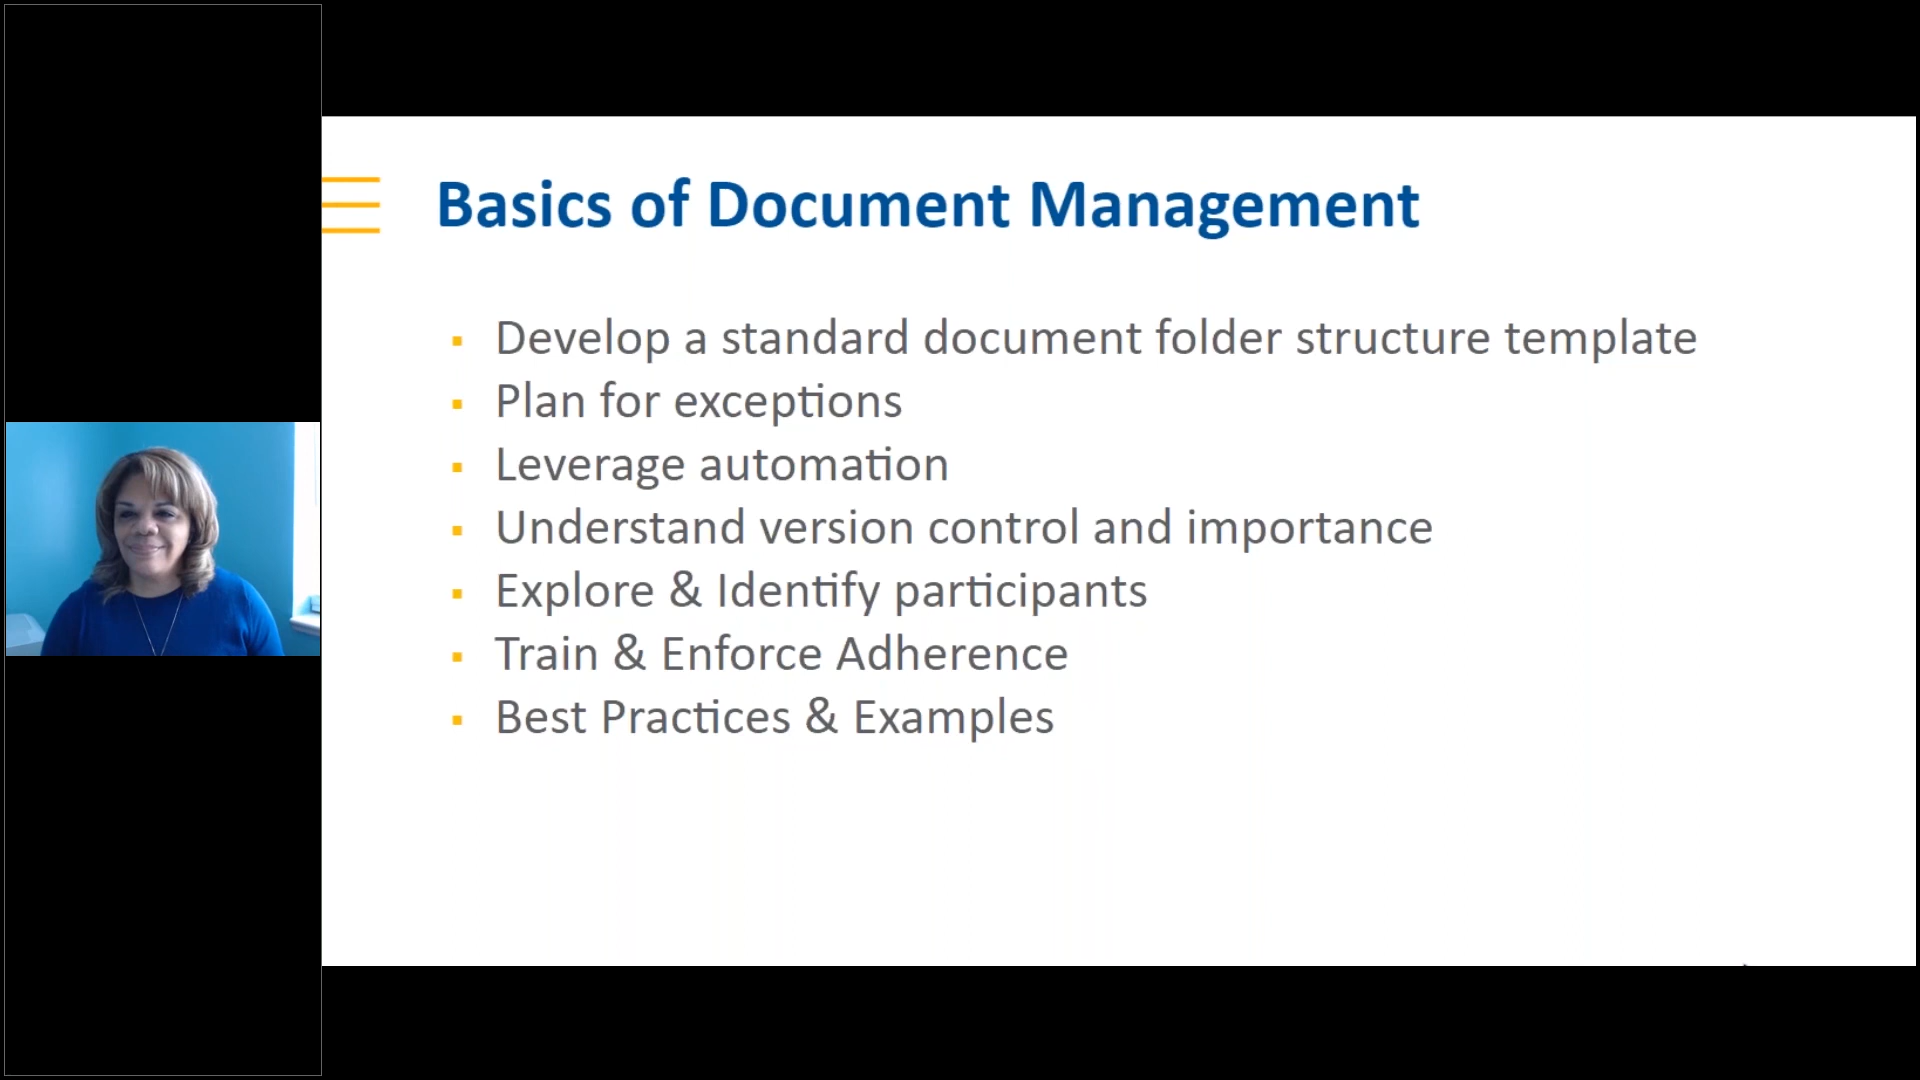 Basics of Document Management
Develop a standard document folder structure template
Plan for exceptions
Leverage automation
Understand version control and importance
Explore & Identify participants
Train & Enforce Adherence
Best Practices & Examples